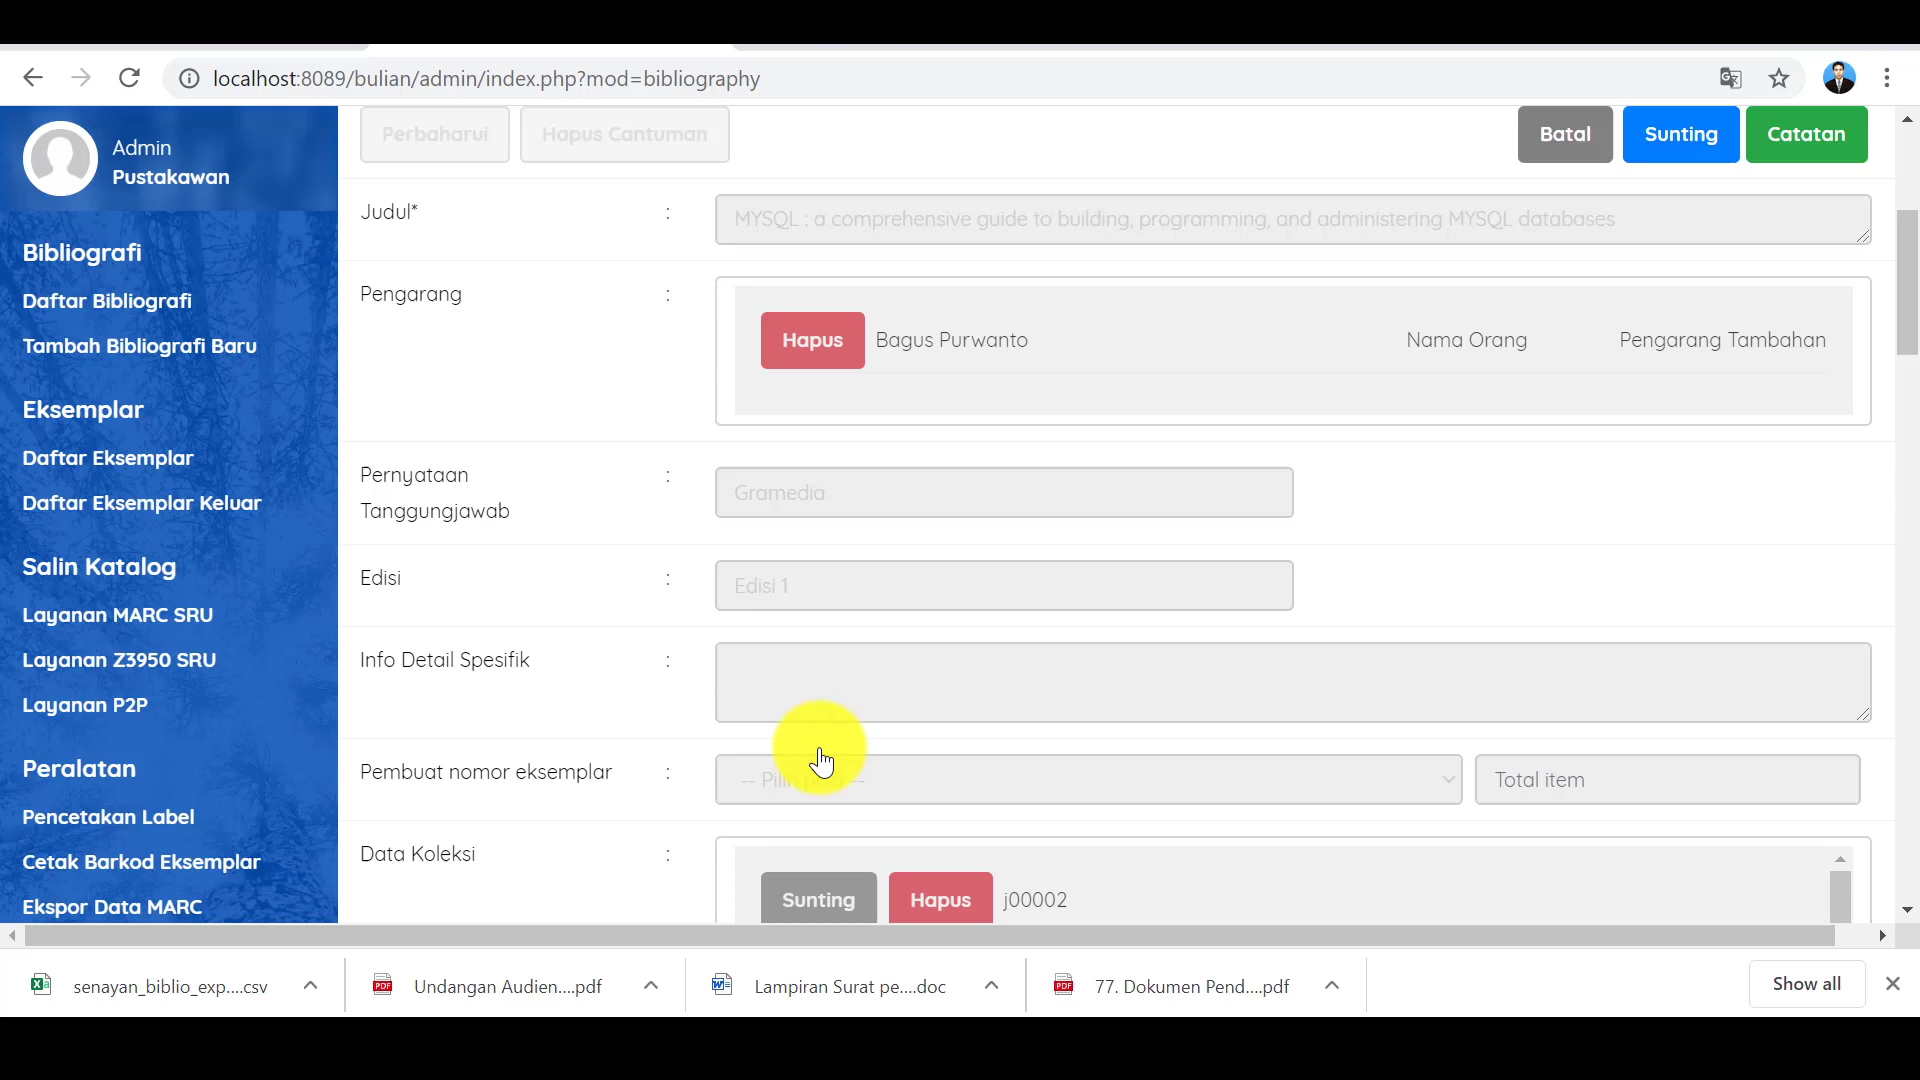 localhost:8089/bulian/admin/index.php?mod=bibliography
Admin
Pustakawan
Bibliografi
Daftar Bibliografi
Tambah Bibliografi Baru
Eksemplar
Daftar Eksemplar
Daftar Eksemplar Keluar
Salin Katalog
Layanan MARC SRU
Layanan Z3950 SRU
Layanan P2P
Peralatan
Pencetakan Label
Cetak Barkod Eksemplar
Ekspor Data MARC
Perbaharui Hapus Cantuman Batal Sunting Catatan
Judul* : MYSQL : a comprehensive guide to building, programming, and administering MYSQL databases
Pengarang :
Hapus Bagus Purwanto Nama Orang Pengarang Tambahan
Pernyataan :
Tanggungjawab
Gramedia
Edisi : Edisi 1
Info Detail Spesifik :
Pembuat nomor eksemplar : -- Pilih -- Total item
Data Koleksi :
Sunting Hapus j00002
senayan_biblio_exp....csv Undangan Audien....pdf Lampiran Surat pe....doc 77. Dokumen Pend....pdf Show all